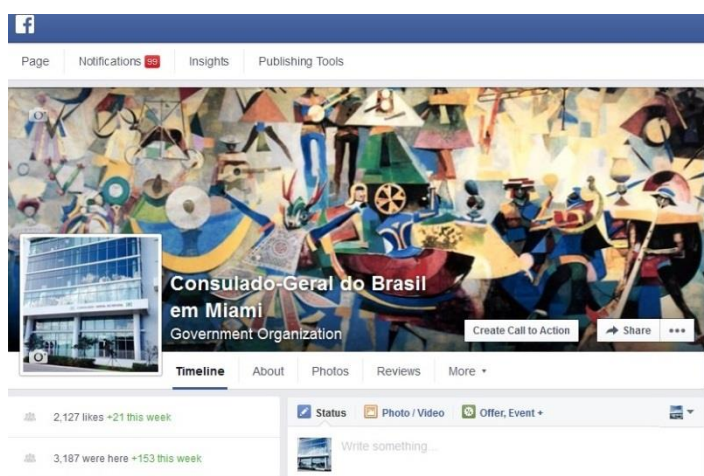 f
Page Notifications 99 Insights Publishing Tools
Consulado-Geral do Brasil
em Miami
Government Organization
Create Call to Action Share •••
Timeline About Photos Reviews More
2,127 likes +21 this week
Status Photo / Video Offer, Event +
Write something...
3,187 were here +153 this week